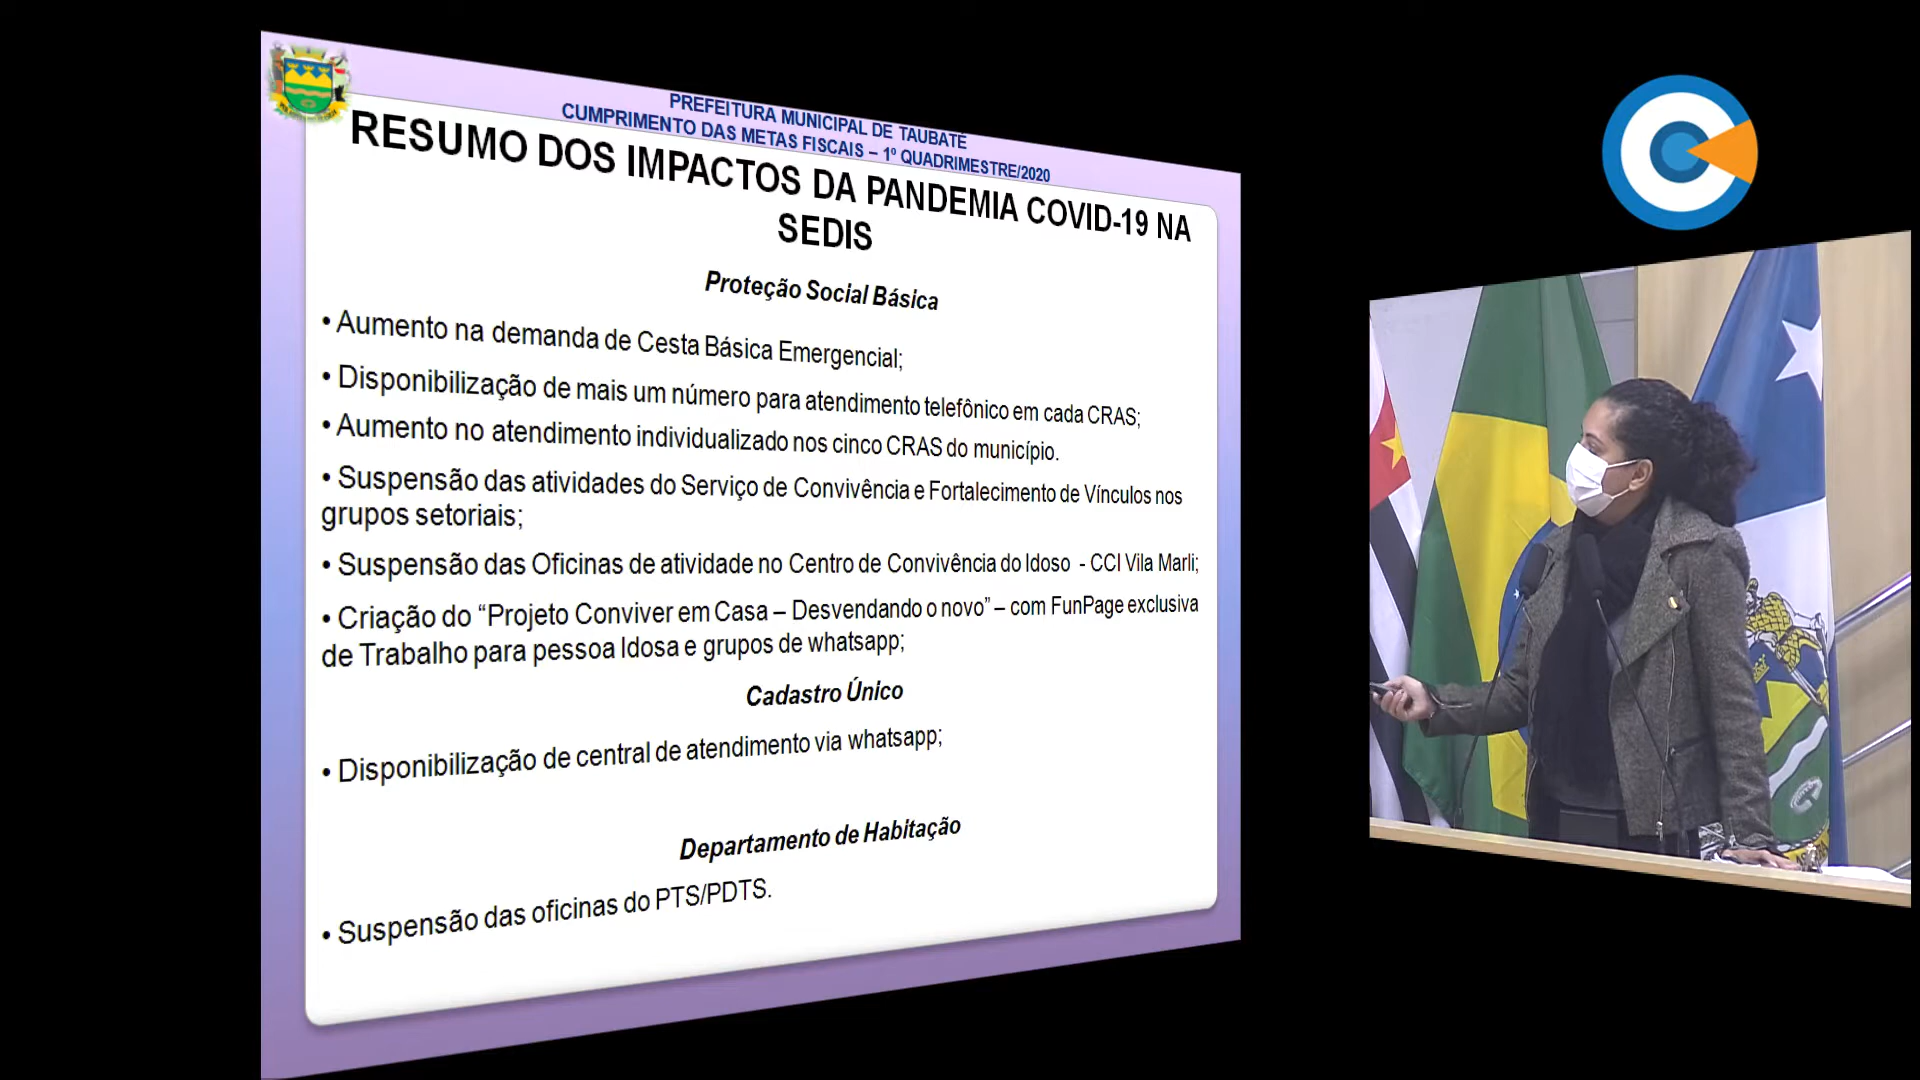 PREFEITURA MUNICIPAL DE TAUBATÉ
CUMPRIMENTO DAS METAS FISCAIS – 1º QUADRIMESTRE/2020
RESUMO DOS IMPACTOS DA PANDEMIA COVID-19 NA
SEDIS
Proteção Social Básica
• Aumento na demanda de Cesta Básica Emergencial;
• Disponibilização de mais um número para atendimento telefônico em cada CRAS;
• Aumento no atendimento individualizado nos cinco CRAS do município.
• Suspensão das atividades do Serviço de Convivência e Fortalecimento de Vínculos nos
grupos setoriais;
• Suspensão das Oficinas de atividade no Centro de Convivência do Idoso - CCI Vila Marli;
• Criação do “Projeto Conviver em Casa – Desvendando o novo” – com FunPage exclusiva
de Trabalho para pessoa Idosa e grupos de whatsapp;
Cadastro Único
• Disponibilização de central de atendimento via whatsapp;
Departamento de Habitação
• Suspensão das oficinas do PTS/PDTS.